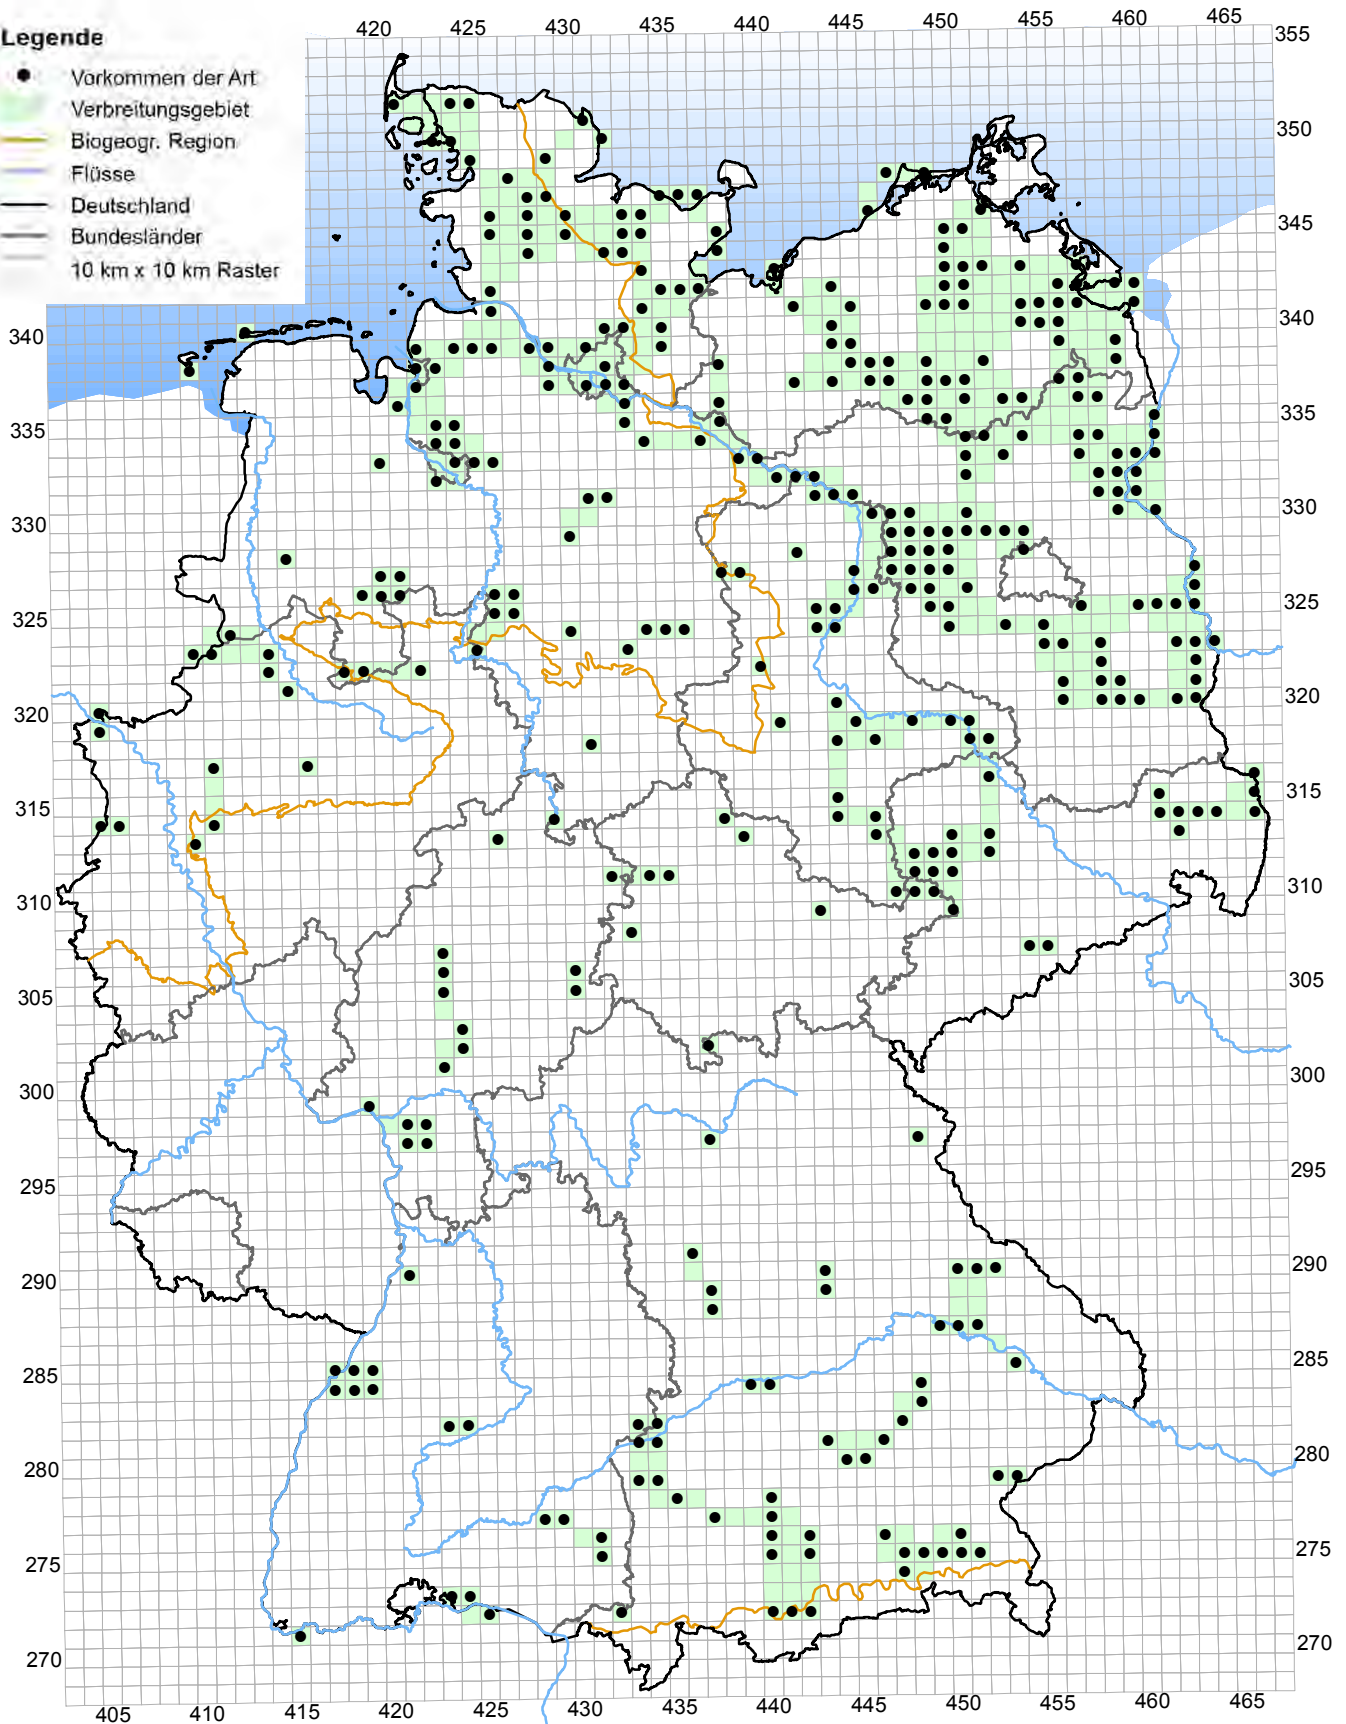 420 425 430 435 440 445 450 455 460 465
355
Legende
Vorkommen der Art
Verbreitungsgebiet
Biogeogr. Region
Flüsse
Deutschland
Bundesländer
10 km x 10 km Raster
350
345
340 340
335 335
330 330
325 325
320 320
315 315
310 310
305 305
300 300
295 295
290 290
285 285
280 280
275 275
270 270
405 410 415 420 425 430 435 440 445 450 455 460 465